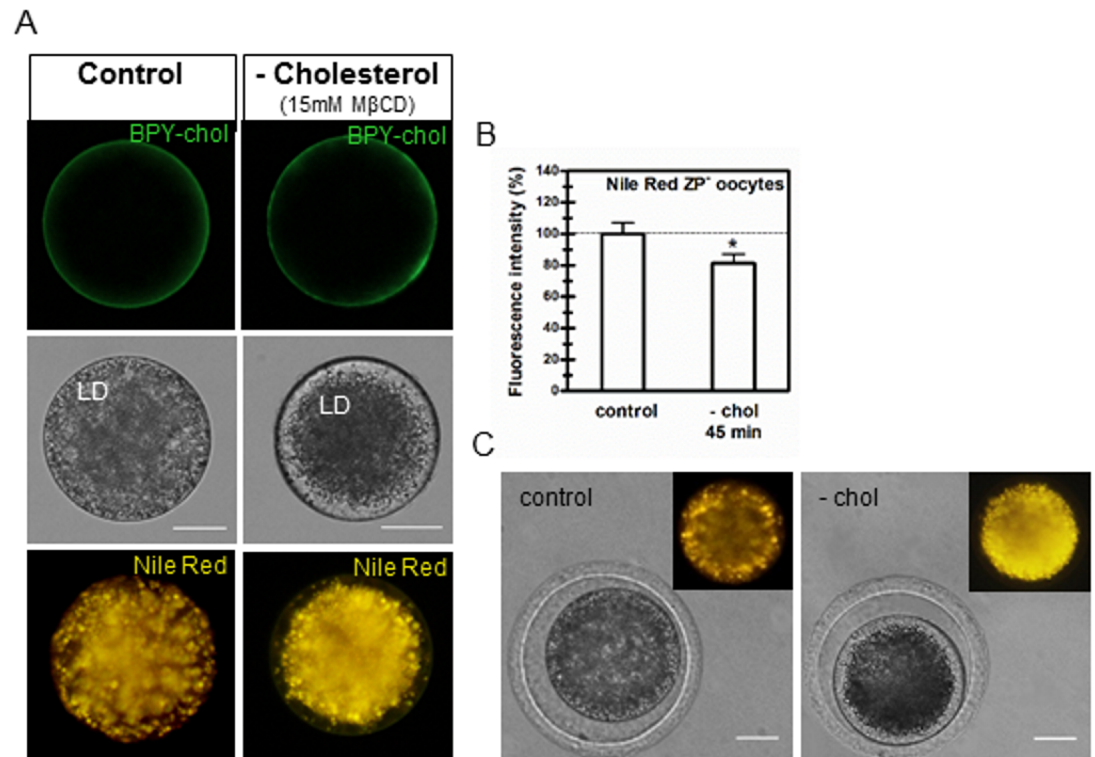 A
Control
- Cholesterol
(15mM MβCD)
BPY-chol
BPY-chol
LD
LD
Nile Red
Nile Red
B
Nile Red ZP⁻ oocytes
Fluorescence intensity (%)
140
120
100
80
60
40
20
0
*
control
- chol
45 min
C
control
- chol